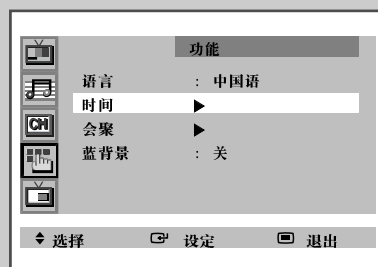 功能
语言 : 中国语
时间 ▶
会聚 ▶
蓝背景 : 关
CH
选择 设定 退出